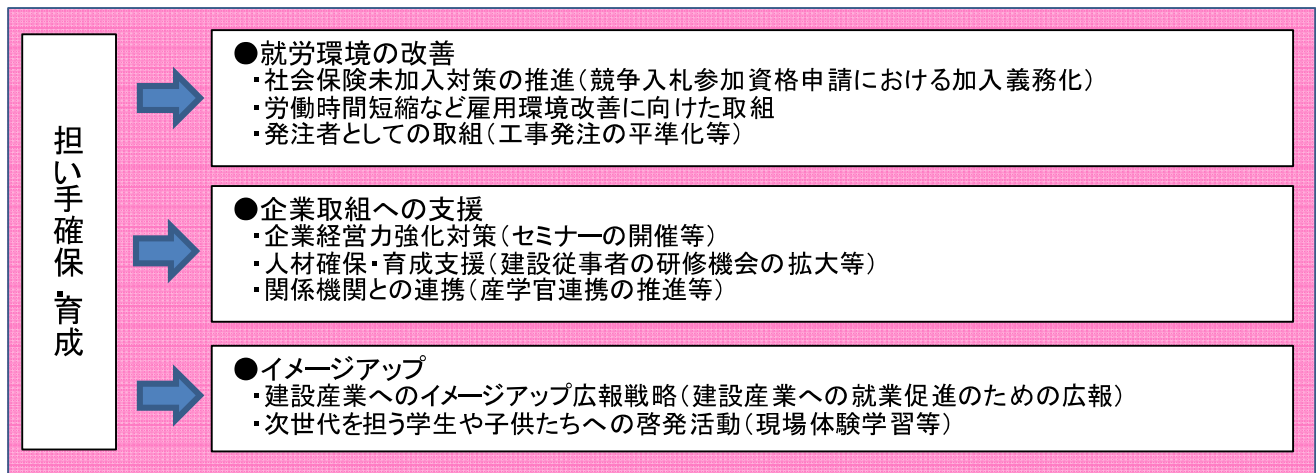 担い手確保・育成
●就労環境の改善
・社会保険未加入対策の推進（競争入札参加資格申請における加入義務化）
・労働時間短縮など雇用環境改善に向けた取組
・発注者としての取組（工事発注の平準化等）
●企業取組への支援
・企業経営力強化対策（セミナーの開催等）
・人材確保・育成支援（建設従事者の研修機会の拡大等）
・関係機関との連携（産学官連携の推進等）
●イメージアップ
・建設産業へのイメージアップ広報戦略（建設産業への就業促進のための広報）
・次世代を担う学生や子供たちへの啓発活動（現場体験学習等）